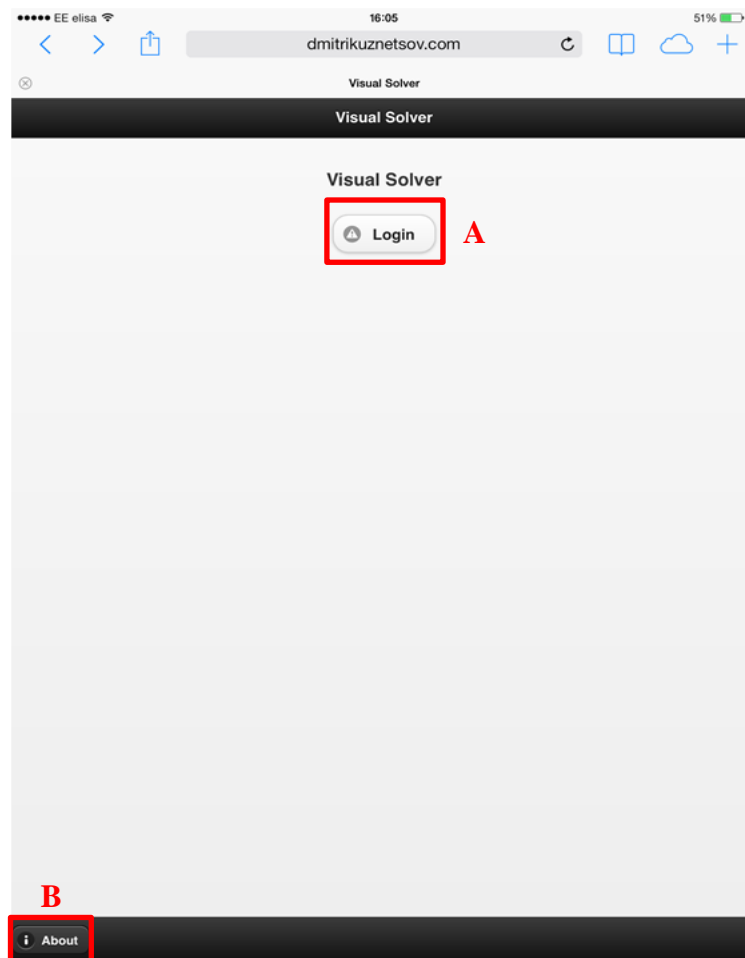 EE elisa 16:05 51%
dmitrikuznetsov.com
Visual Solver
Visual Solver
Visual Solver
Login A
B
About